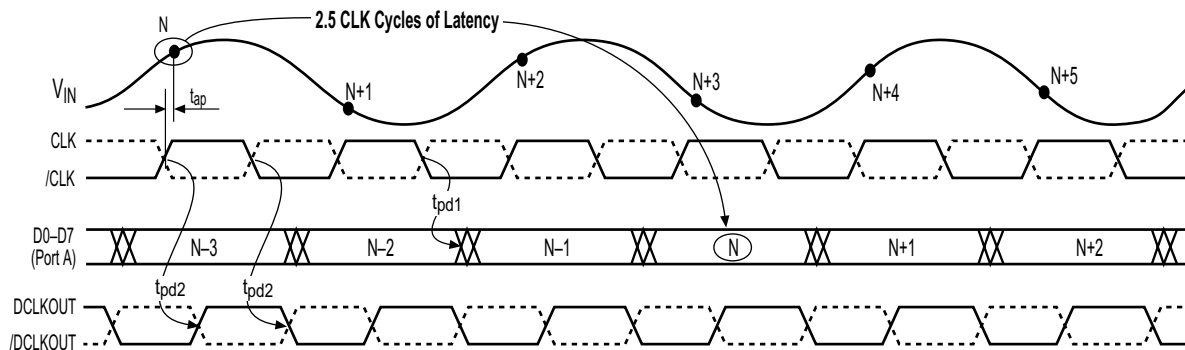 N
2.5 CLK Cycles of Latency
N+1
N+2
N+3
N+4
N+5
VIN
tap
CLK
/CLK
tpd1
D0–D7
(Port A)
N–3
N–2
N–1
N
N+1
N+2
tpd2
tpd2
DCLKOUT
/DCLKOUT